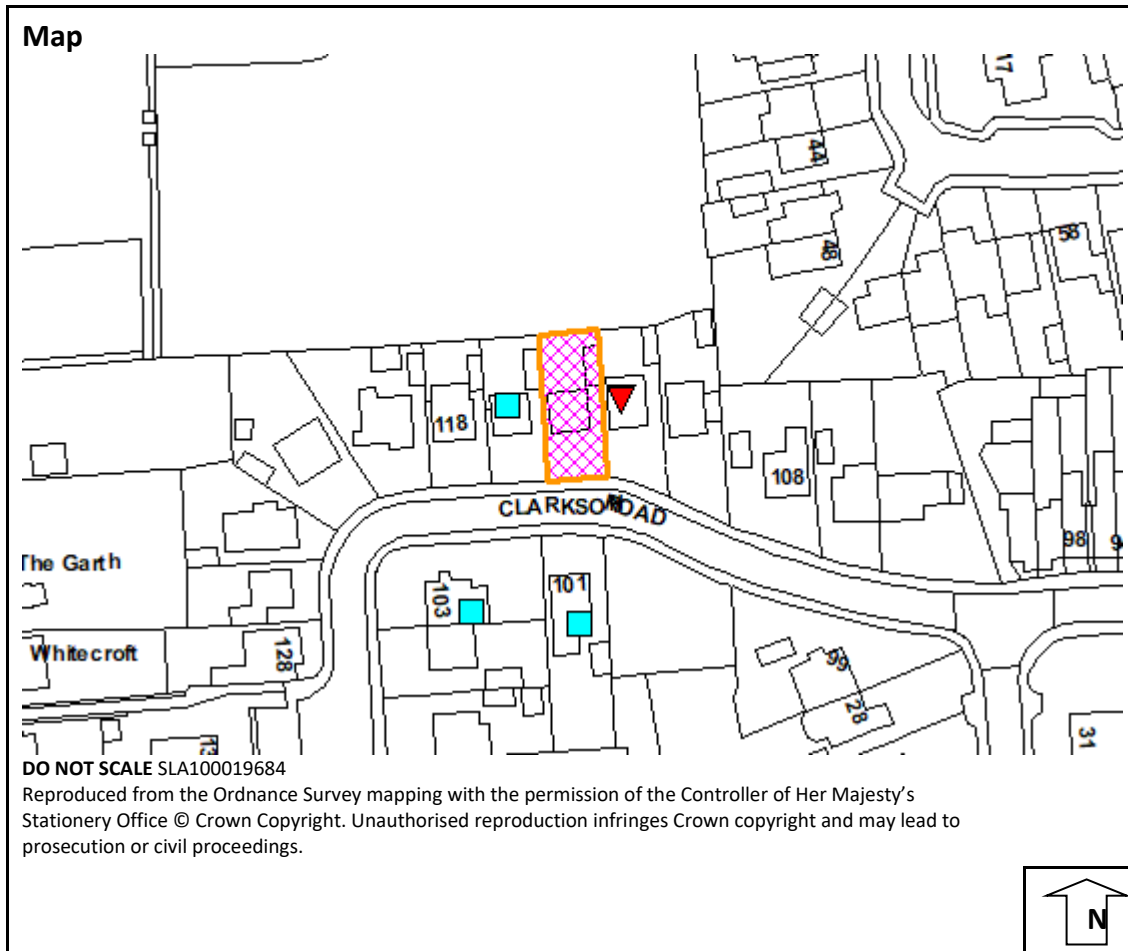 Map
17
44
58
48
118
108
CLARKSO ROAD
98
The Garth
103
101
Whitecroft
128
99
28
31
DO NOT SCALE SLA100019684
Reproduced from the Ordnance Survey mapping with the permission of the Controller of Her Majesty's
Stationery Office © Crown Copyright. Unauthorised reproduction infringes Crown copyright and may lead to
prosecution or civil proceedings.
N